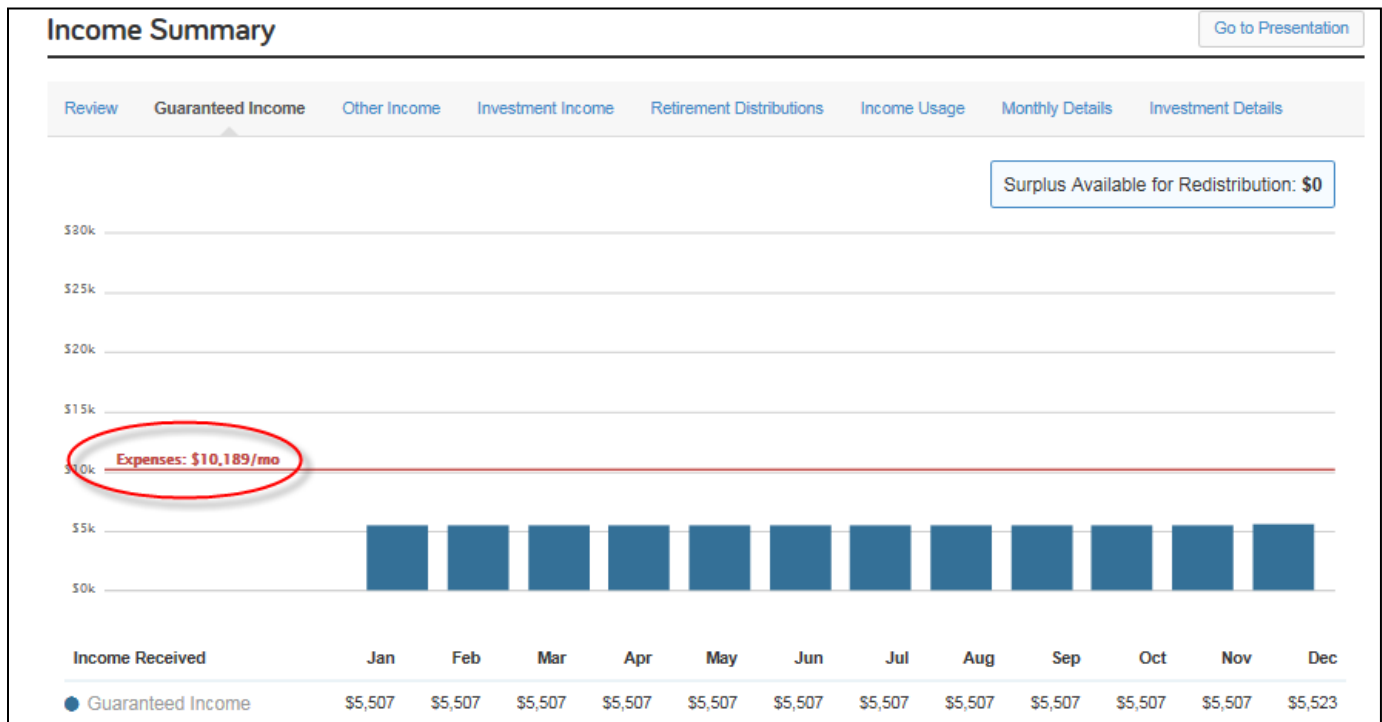 Income Summary
Go to Presentation
Review Guaranteed Income Other Income Investment Income Retirement Distributions Income Usage Monthly Details Investment Details
Surplus Available for Redistribution: $0
$30k
$25k
$20k
$15k
Expenses: $10,189/mo
$10k
$5k
$0k
Income Received Jan Feb Mar Apr May Jun Jul Aug Sep Oct Nov Dec
Guaranteed Income $5,507 $5,507 $5,507 $5,507 $5,507 $5,507 $5,507 $5,507 $5,507 $5,507 $5,507 $5,523